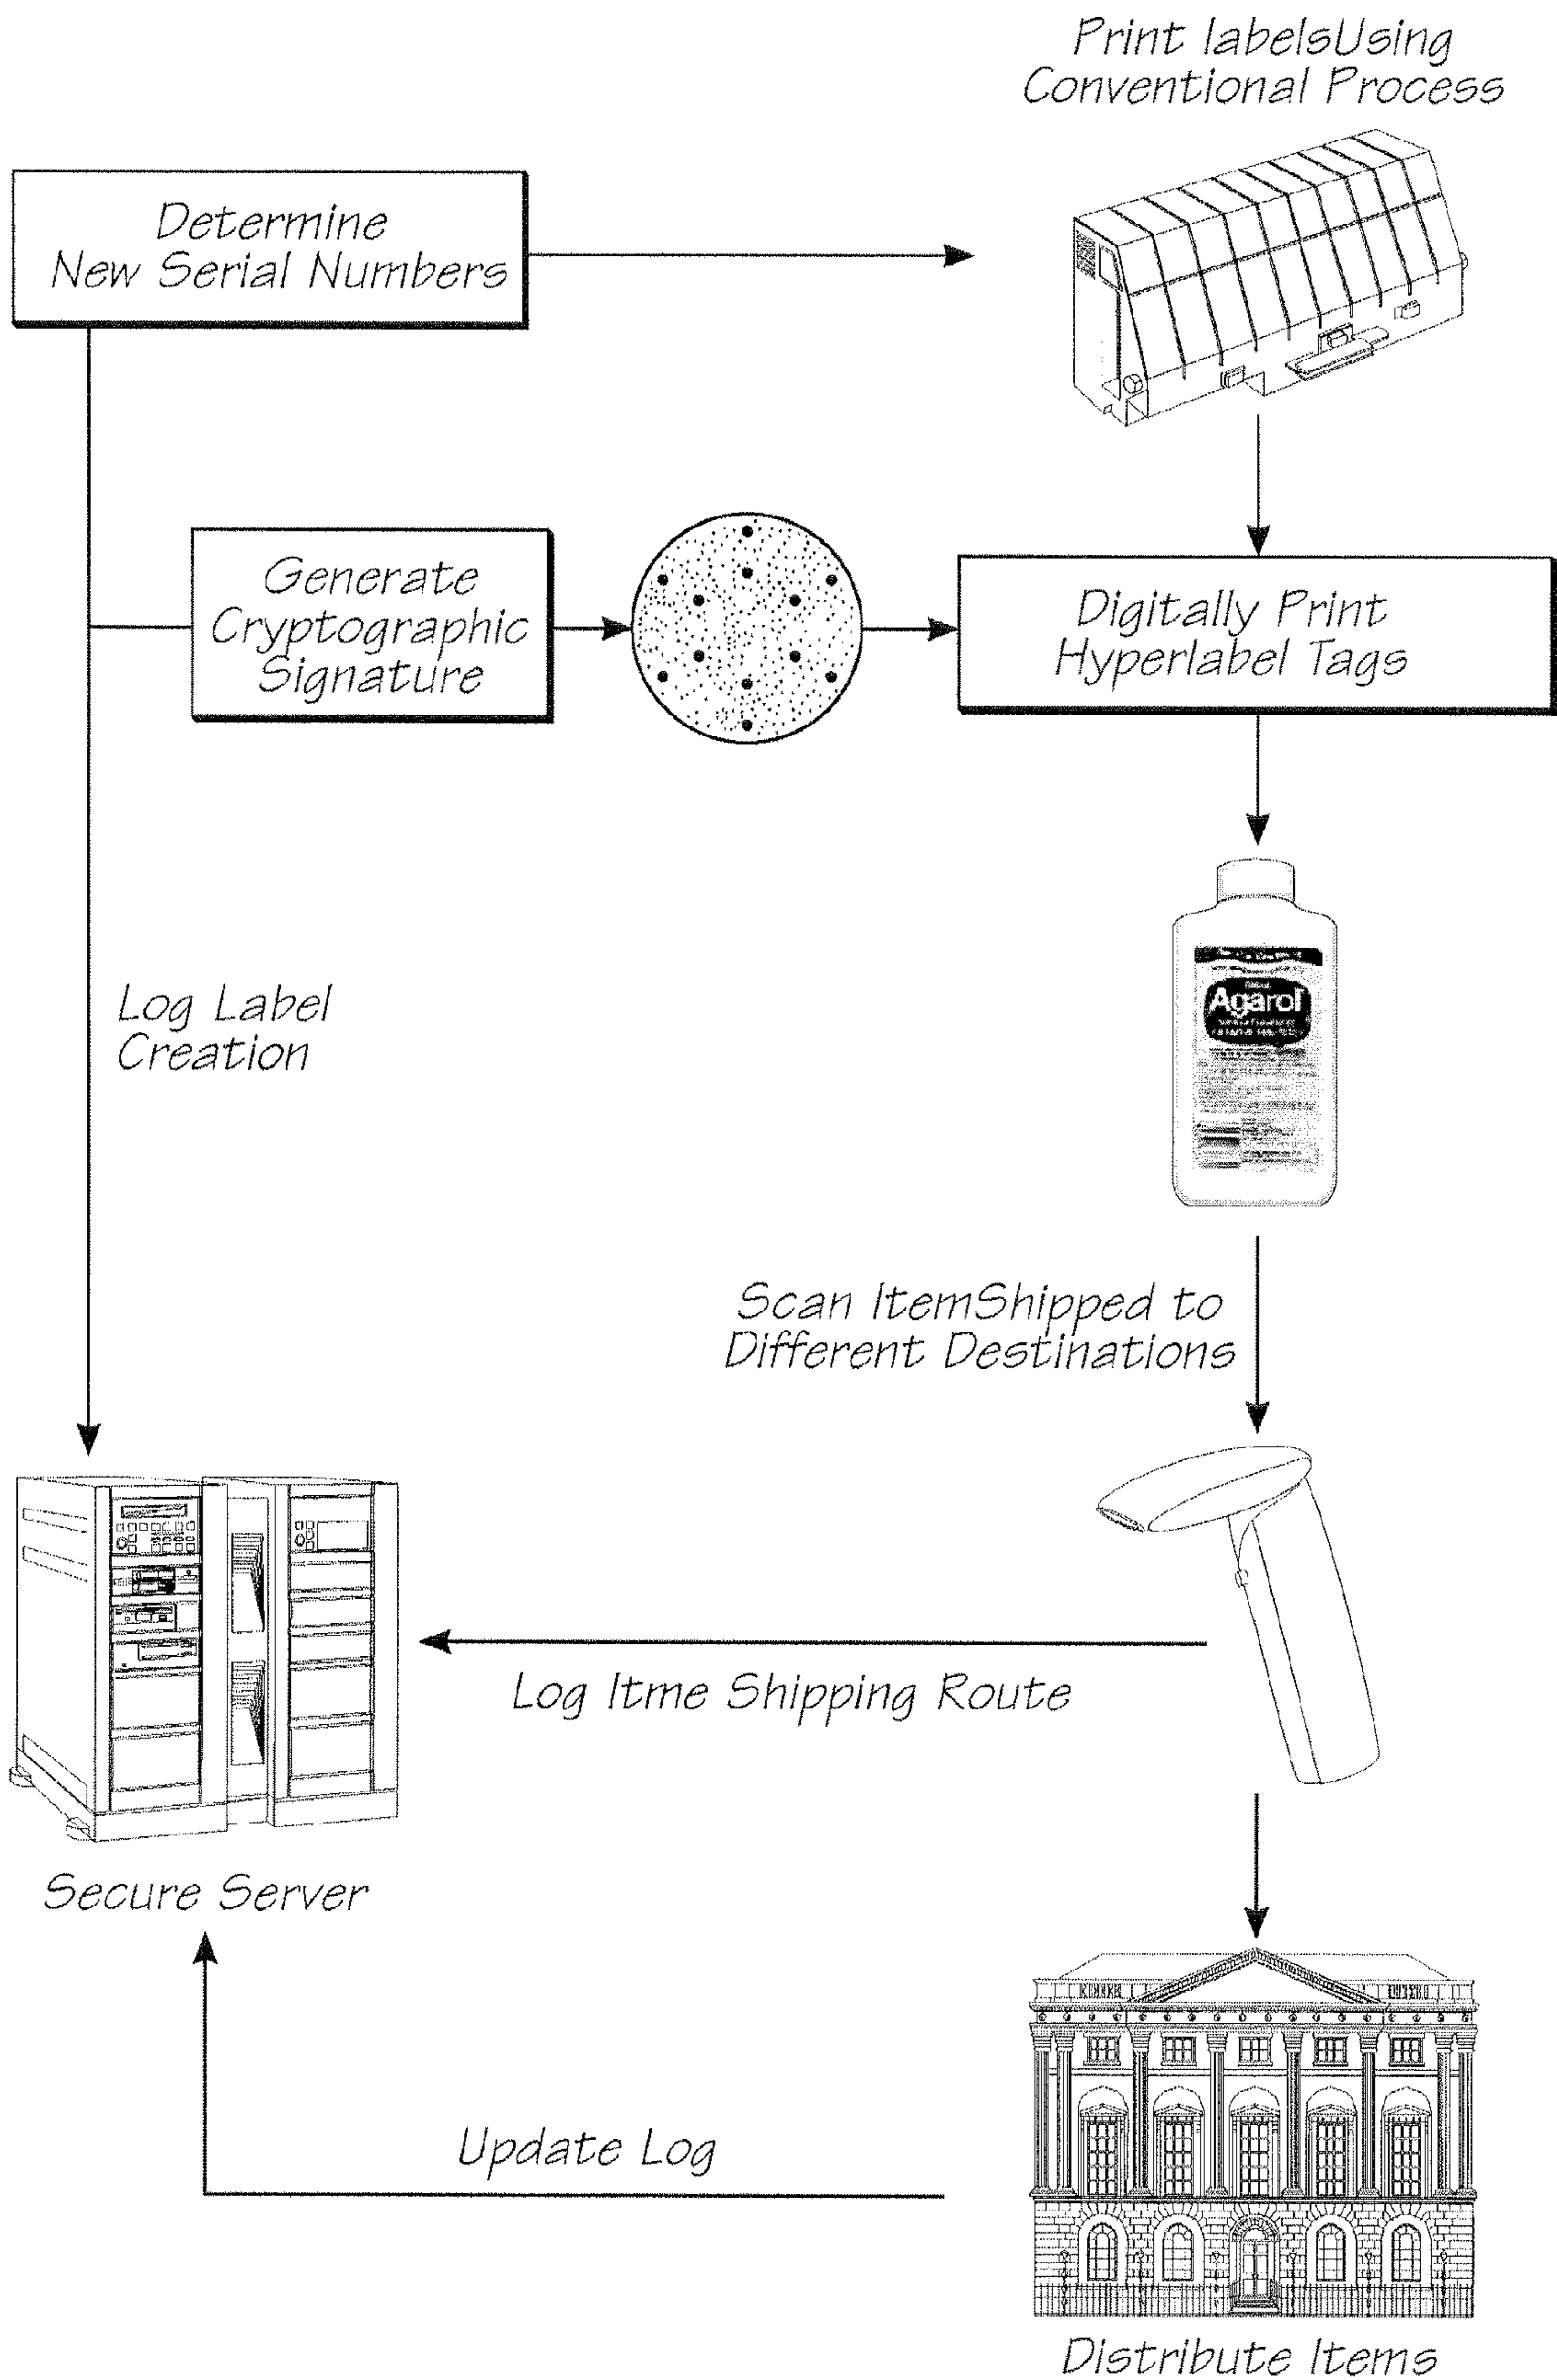 Print labelsUsing
Conventional Process
Determine
New Serial Numbers
Generate
Cryptographic
Signature
Digitally Print
Hyperlabel Tags
Agarol
Log Label
Creation
Scan ItemShipped to
Different Destinations
Log Itme Shipping Route
Secure Server
Update Log
Distribute Items